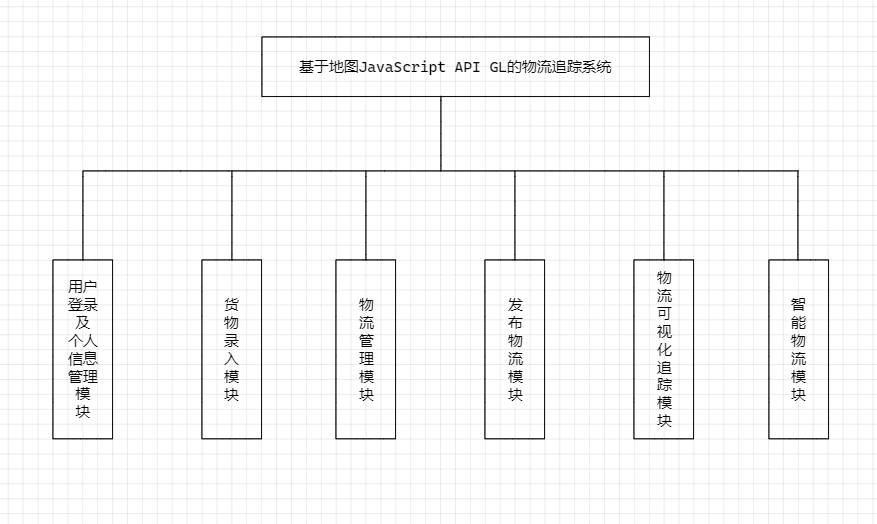 基于地图JavaScript API GL的物流追踪系统
用户
登录
及
个人
信息
管理
模
块
货
物
录
入
模
块
物
流
管
理
模
块
发
布
物
流
模
块
物
流
可
视
化
追
踪
模
块
智
能
物
流
模
块